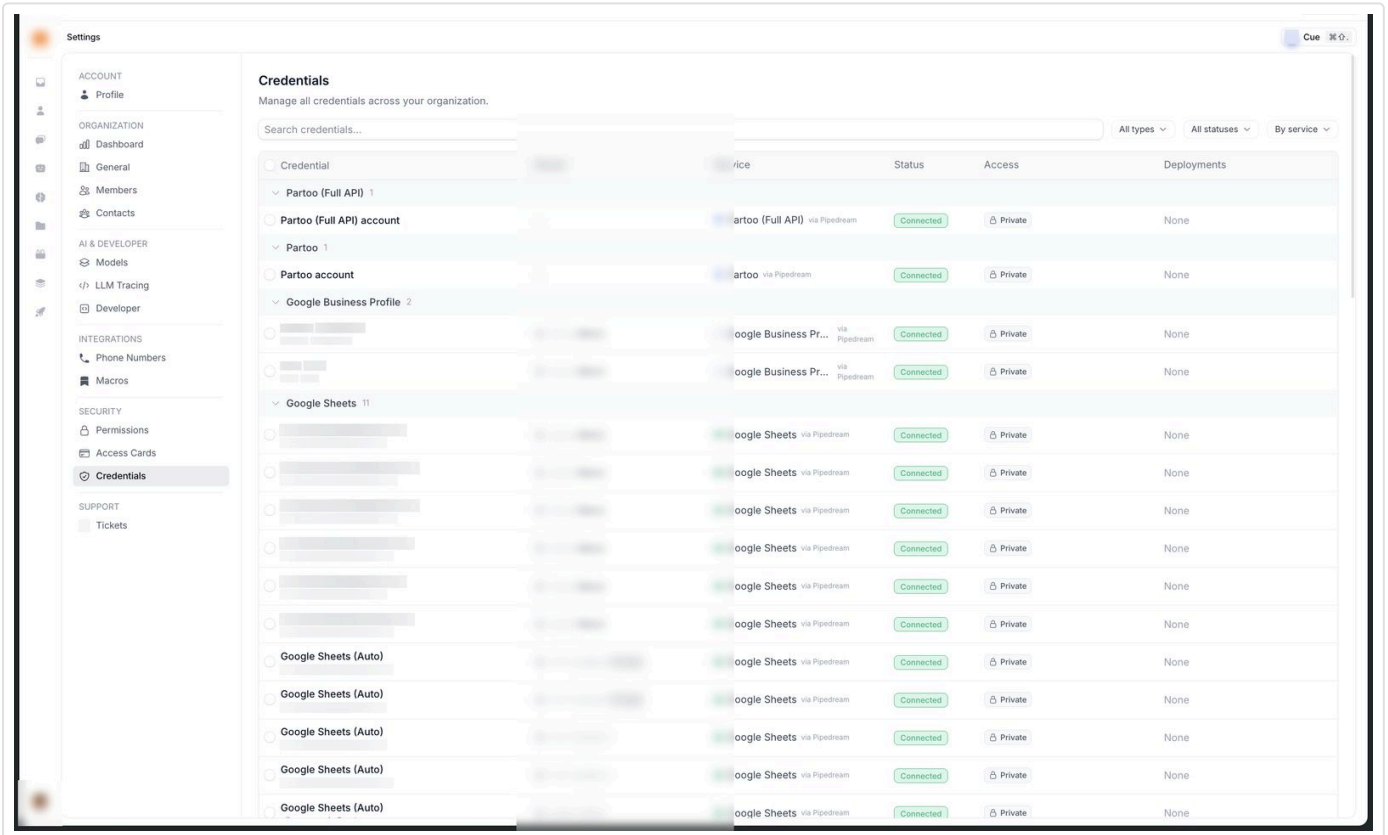 Settings
Cue ⌘⇧.
ACCOUNT
Profile
ORGANIZATION
Dashboard
General
Members
Contacts
AI & DEVELOPER
Models
LLM Tracing
Developer
INTEGRATIONS
Phone Numbers
Macros
SECURITY
Permissions
Access Cards
Credentials
SUPPORT
Tickets
Credentials
Manage all credentials across your organization.
Search credentials... All types All statuses By service
Credential vice Status Access Deployments
Partoo (Full API) 1
Partoo (Full API) account artoo (Full API) via Pipedream Connected Private None
Partoo 1
Partoo account artoo via Pipedream Connected Private None
Google Business Profile 2
oogle Business Pr... via Pipedream Connected Private None
oogle Business Pr... via Pipedream Connected Private None
Google Sheets 11
oogle Sheets via Pipedream Connected Private None
oogle Sheets via Pipedream Connected Private None
oogle Sheets via Pipedream Connected Private None
oogle Sheets via Pipedream Connected Private None
oogle Sheets via Pipedream Connected Private None
oogle Sheets via Pipedream Connected Private None
Google Sheets (Auto) oogle Sheets via Pipedream Connected Private None
Google Sheets (Auto) oogle Sheets via Pipedream Connected Private None
Google Sheets (Auto) oogle Sheets via Pipedream Connected Private None
Google Sheets (Auto) oogle Sheets via Pipedream Connected Private None
Google Sheets (Auto) oogle Sheets via Pipedream Connected Private None